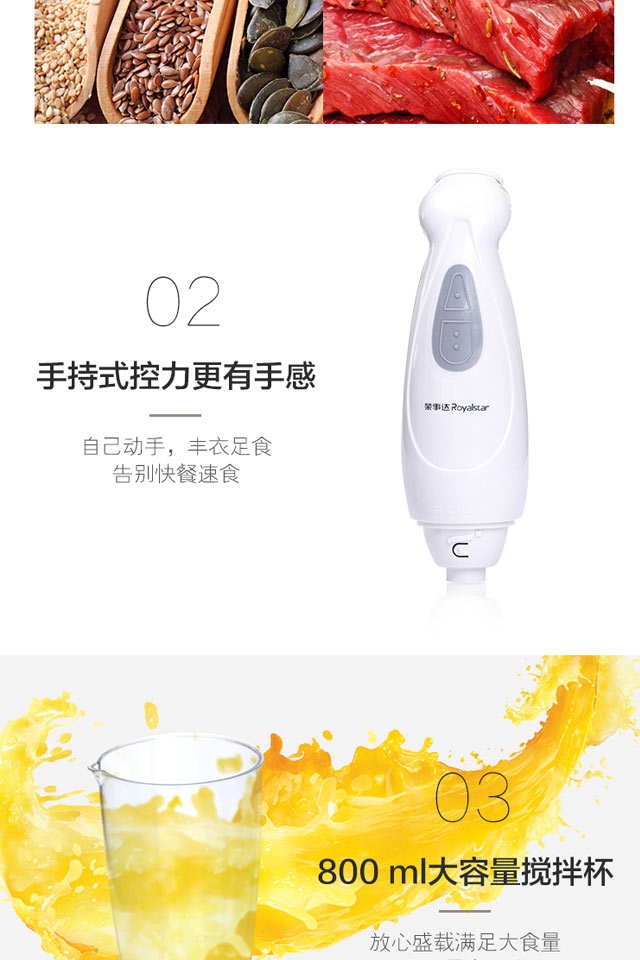 02
手持式控力更有手感
自己动手，丰衣足食
告别快餐速食
荣事达 Royalstar
03
800 ml大容量搅拌杯
放心盛载满足大食量